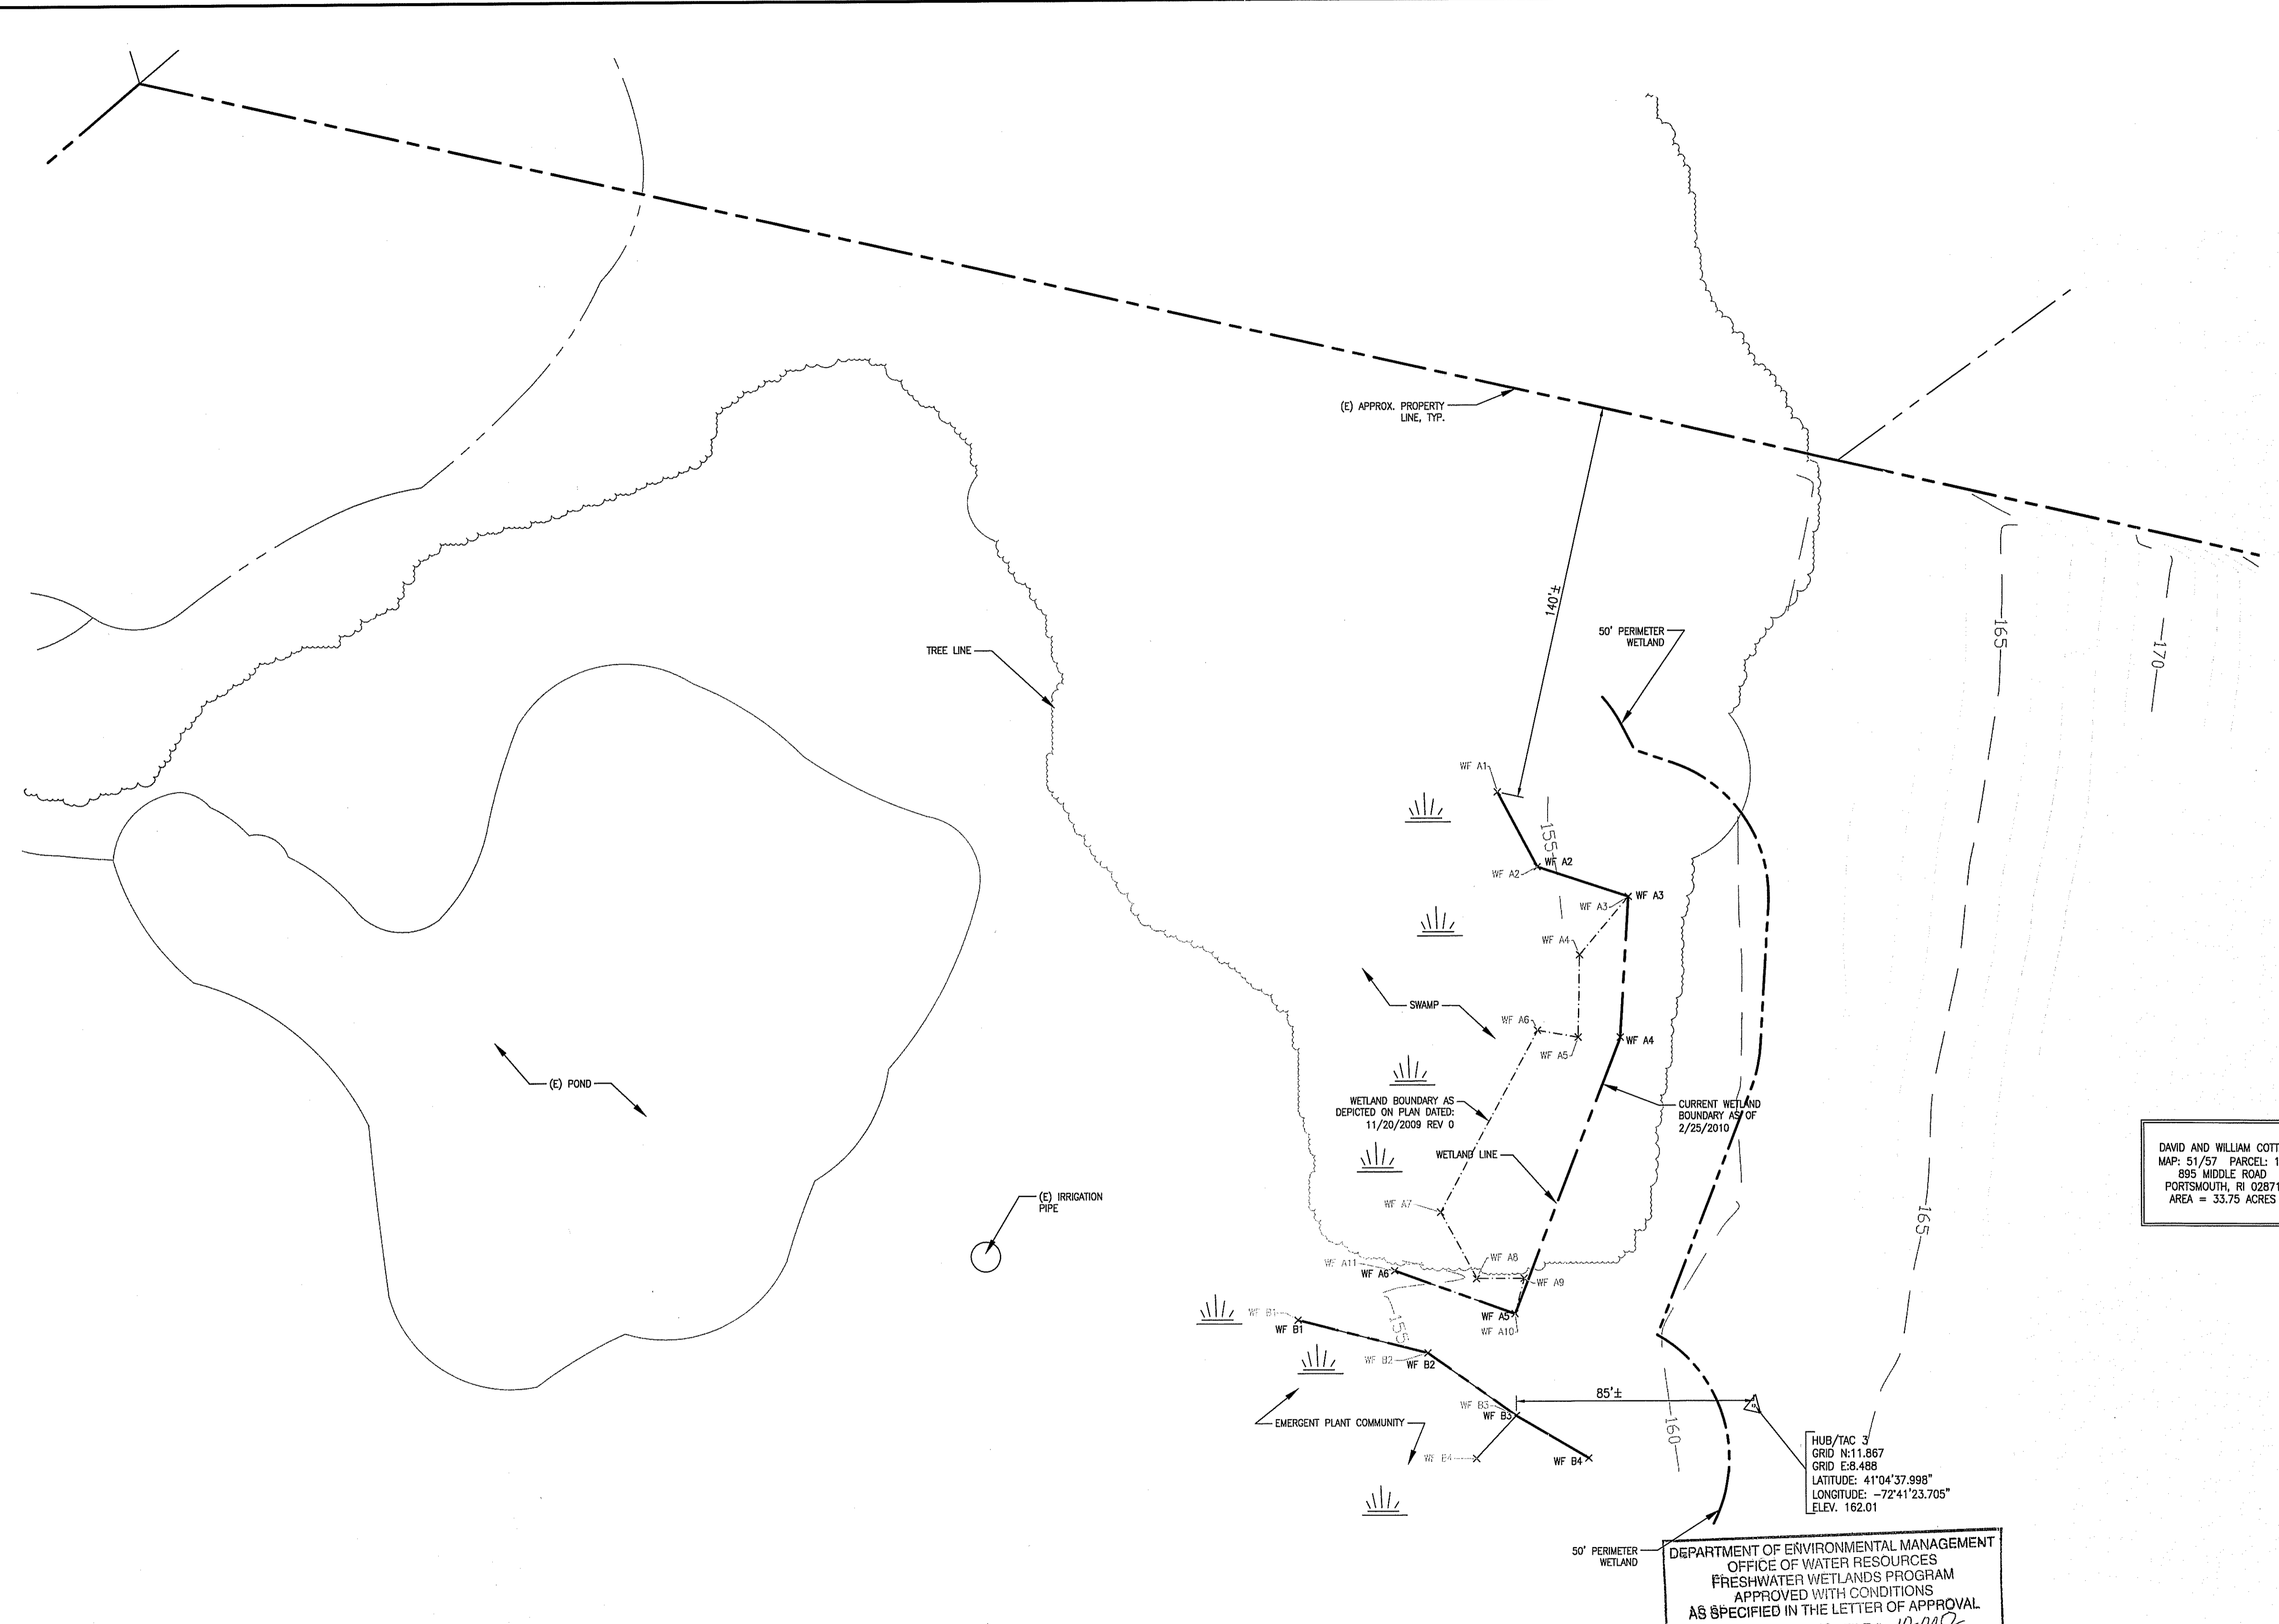 (E) APPROX. PROPERTY
LINE, TYP.
140'±
50' PERIMETER
WETLAND
165
170
TREE LINE
WF A1
155
WF A2
WF A2
WF A3
WF A3
WF A4
SWAMP
WF A6
WF A5
WF A4
(E) POND
WETLAND BOUNDARY AS
DEPICTED ON PLAN DATED:
11/20/2009 REV 0
CURRENT WETLAND
BOUNDARY AS OF
2/25/2010
WETLAND LINE
DAVID AND WILLIAM COTT
MAP: 51/57 PARCEL: 1
895 MIDDLE ROAD
PORTSMOUTH, RI 02871
AREA = 33.75 ACRES
(E) IRRIGATION
PIPE
WF A7
165
WF A11
WF A6
WF A8
WF A9
WF B1
WF B1
155
WF A5
WF A10
WF B2
WF B2
85'±
WF B3
WF B3
EMERGENT PLANT COMMUNITY
160
WF B4
WF B4
HUB/TAC 3
GRID N:11.867
GRID E:8.488
LATITUDE: 41°04'37.998"
LONGITUDE: -72°41'23.705"
ELEV. 162.01
50' PERIMETER
WETLAND
DEPARTMENT OF ENVIRONMENTAL MANAGEMENT
OFFICE OF WATER RESOURCES
FRESHWATER WETLANDS PROGRAM
APPROVED WITH CONDITIONS
AS SPECIFIED IN THE LETTER OF APPROVAL